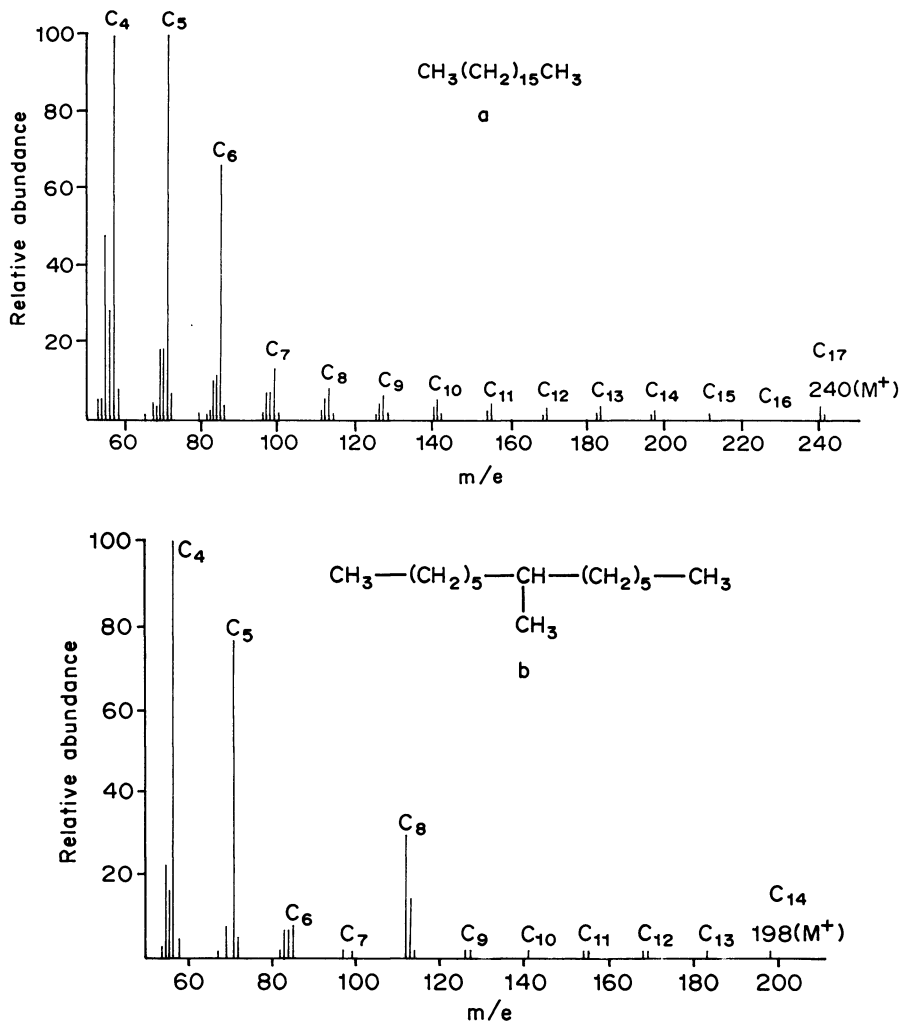 C₄ C₅
100
CH₃(CH₂)₁₅CH₃
a
80
C₆
60
40
20
Relative abundance
C₇
C₈
C₉
C₁₀
C₁₁
C₁₂
C₁₃
C₁₄
C₁₅
C₁₆
C₁₇
240(M⁺)
60 80 100 120 140 160 180 200 220 240
m/e
100
C₄
CH₃—(CH₂)₅—CH—(CH₂)₅—CH₃
CH₃
b
80
C₅
60
40
20
Relative abundance
C₆
C₇
C₈
C₉
C₁₀
C₁₁
C₁₂
C₁₃
C₁₄
198(M⁺)
60 80 100 120 140 160 180 200
m/e